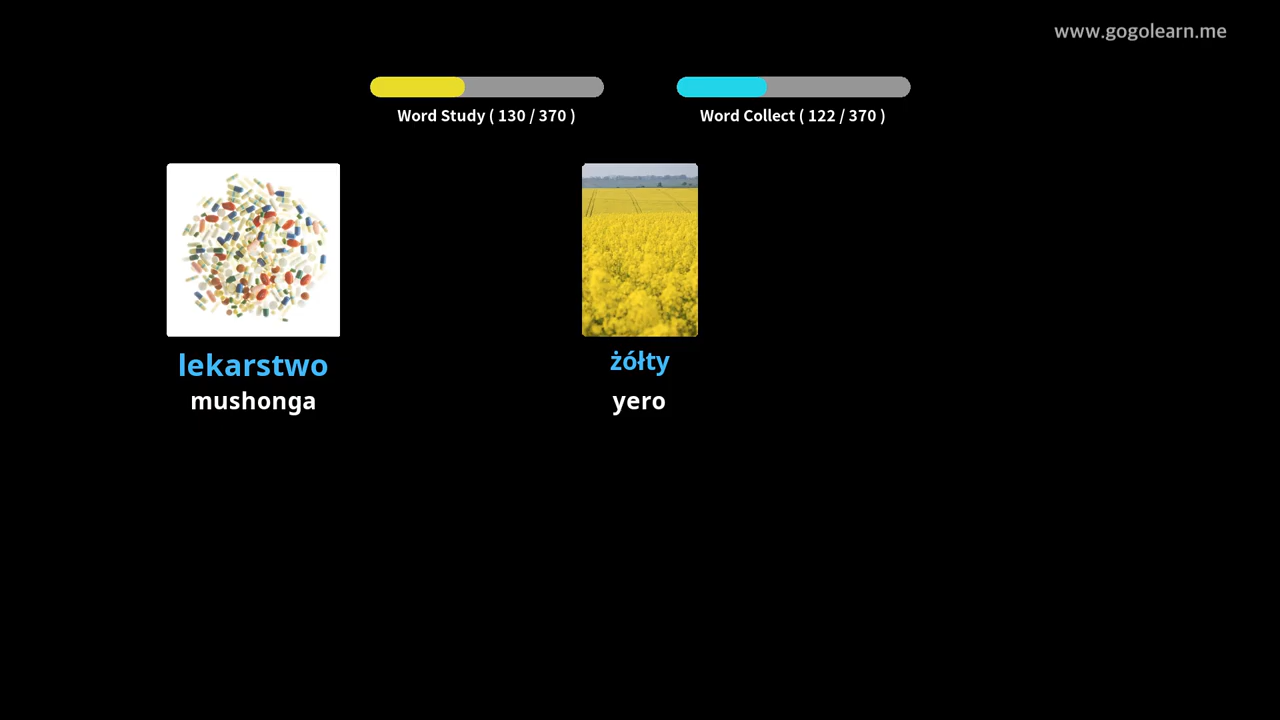 www.gogolearn.me
Word Study ( 130 / 370 )
Word Collect ( 122 / 370 )
lekarstwo
mushonga
żółty
yero